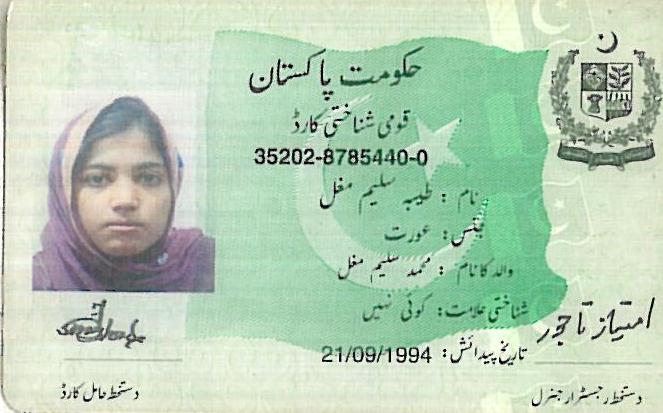 حکومت پاکستان
قومی شناختی کارڈ
35202-8785440-0
نام : طیبہ سلیم مغل
جنس: عورت
والد کا نام : محمد سلیم مغل
شناختی علامت: کوئی نہیں
تاریخ پیدائش: 21/09/1994
امتیاز تاجور
دستخط حامل کارڈ
دستخط رجسٹرار جنرل